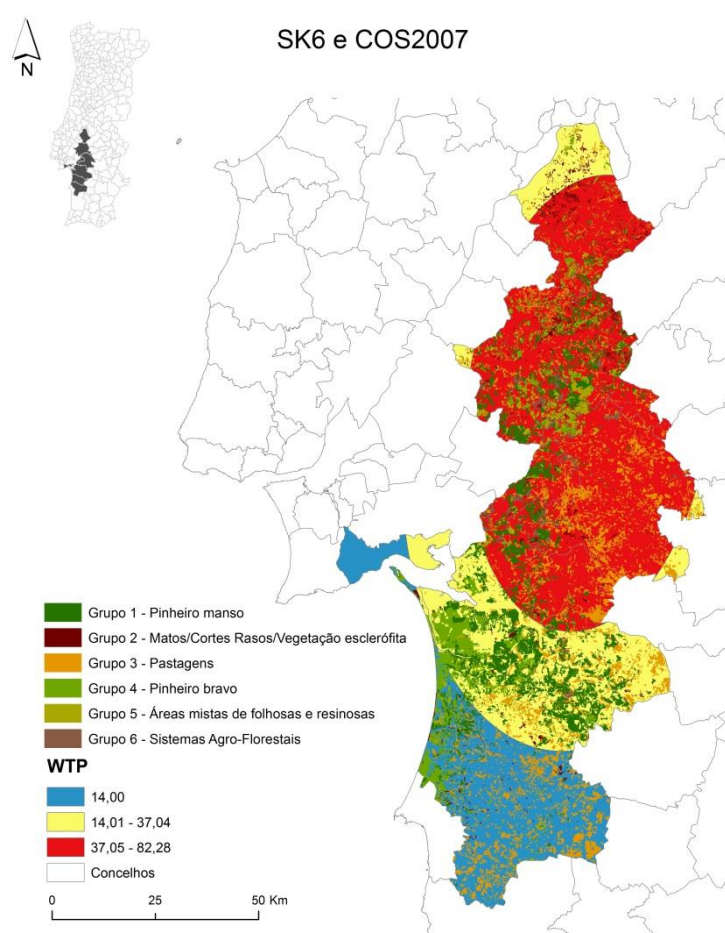 SK6 e COS2007
N
Grupo 1 - Pinheiro manso
Grupo 2 - Matos/Cortes Rasos/Vegetação esclerófita
Grupo 3 - Pastagens
Grupo 4 - Pinheiro bravo
Grupo 5 - Áreas mistas de folhosas e resinosas
Grupo 6 - Sistemas Agro-Florestais
WTP
14,00
14,01 - 37,04
37,05 - 82,28
Concelhos
0 25 50 Km